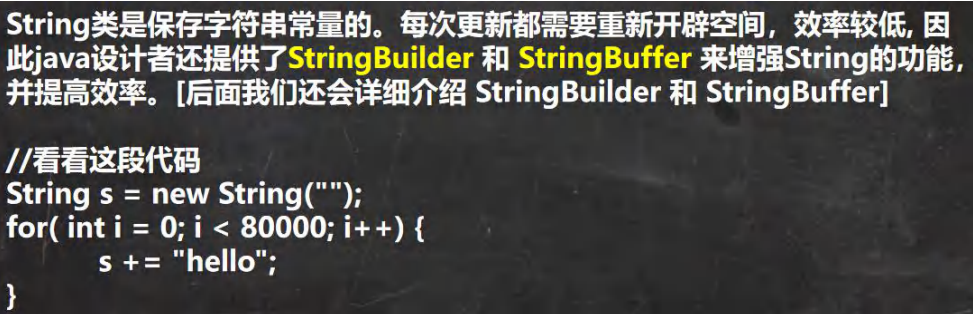 String类是保存字符串常量的。每次更新都需要重新开辟空间，效率较低, 因
此java设计者还提供了StringBuilder 和 StringBuffer 来增强String的功能，
并提高效率。[后面我们还会详细介绍 StringBuilder 和 StringBuffer]
//看看这段代码
String s = new String("");
for( int i = 0; i < 80000; i++) {
s += "hello";
}